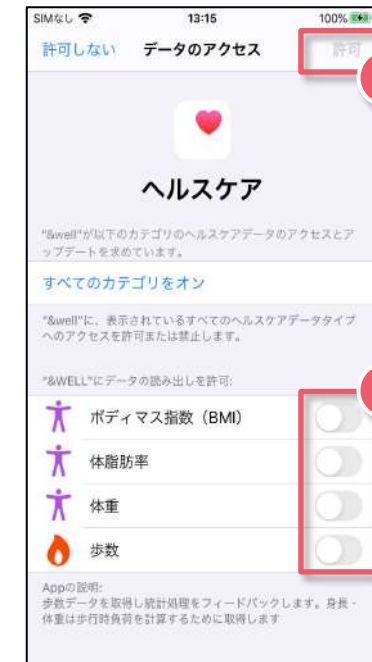 SIMなし 13:15 100%
許可しない データのアクセス 許可
ヘルスケア
"&well"が以下のカテゴリのヘルスケアデータのアクセスとア
ップデートを求めています。
すべてのカテゴリをオン
"&well"に、表示されているすべてのヘルスケアデータタイプ
へのアクセスを許可または禁止します。
"&WELL"にデータの読み出しを許可:
ボディマス指数（BMI）
体脂肪率
体重
歩数
Appの説明:
歩数データを取得し統計処理をフィードバックします。身長・
体重は歩行時負荷を計算するために取得します